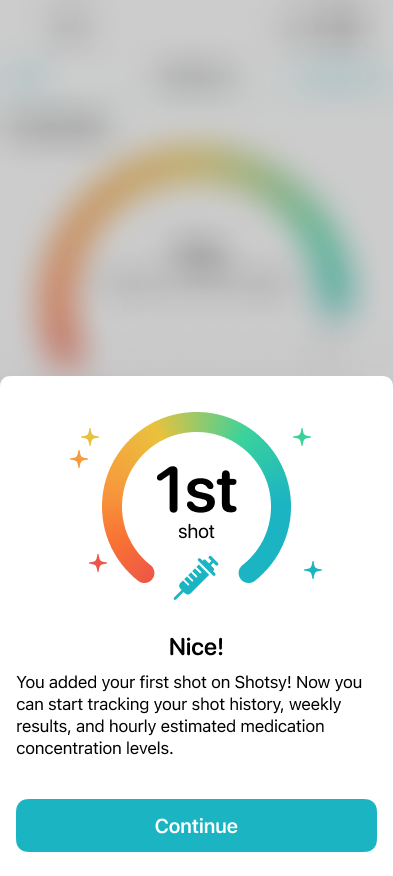 1st
shot
Nice!
You added your first shot on Shotsy! Now you
can start tracking your shot history, weekly
results, and hourly estimated medication
concentration levels.
Continue